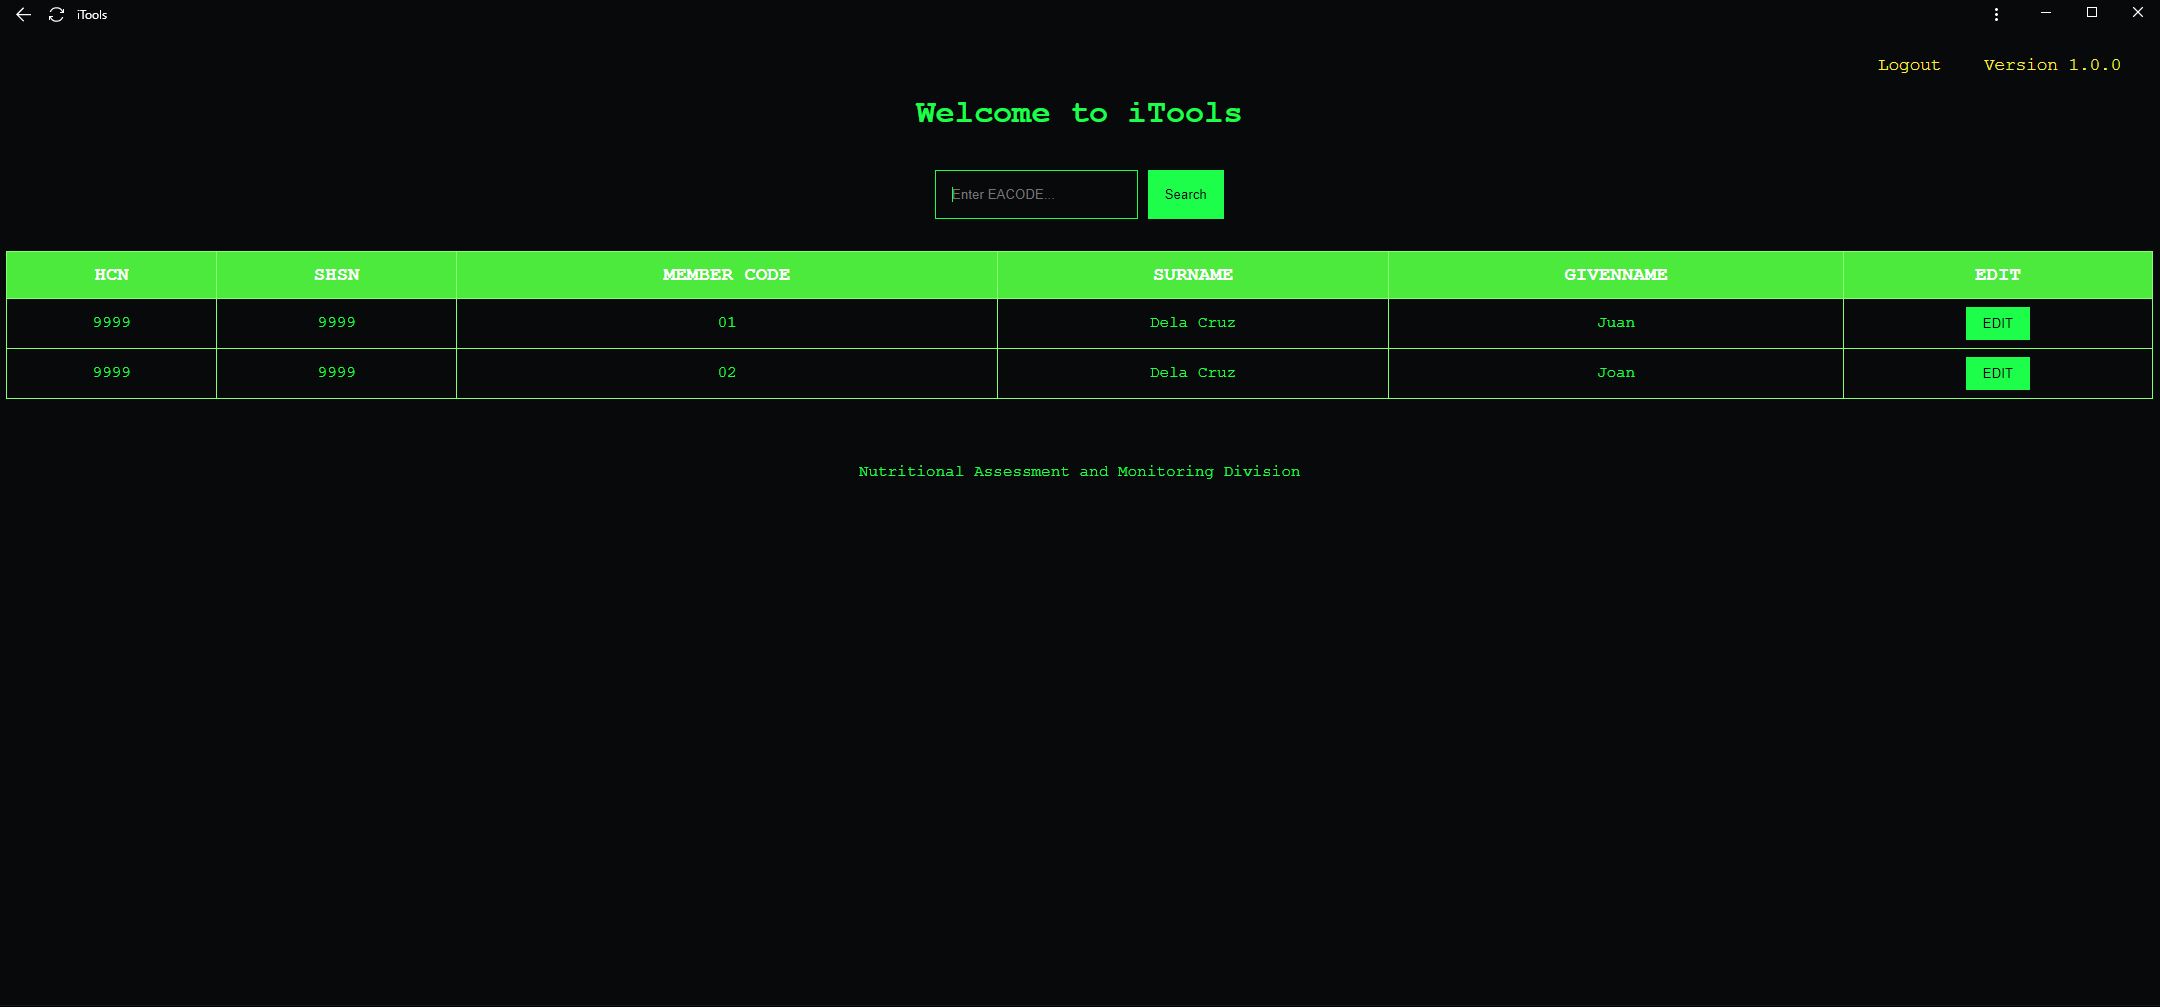 iTools
Logout Version 1.0.0
Welcome to iTools
Enter EACODE... Search
HCN SHSN MEMBER CODE SURNAME GIVENNAME EDIT
9999 9999 01 Dela Cruz Juan EDIT
9999 9999 02 Dela Cruz Joan EDIT
Nutritional Assessment and Monitoring Division